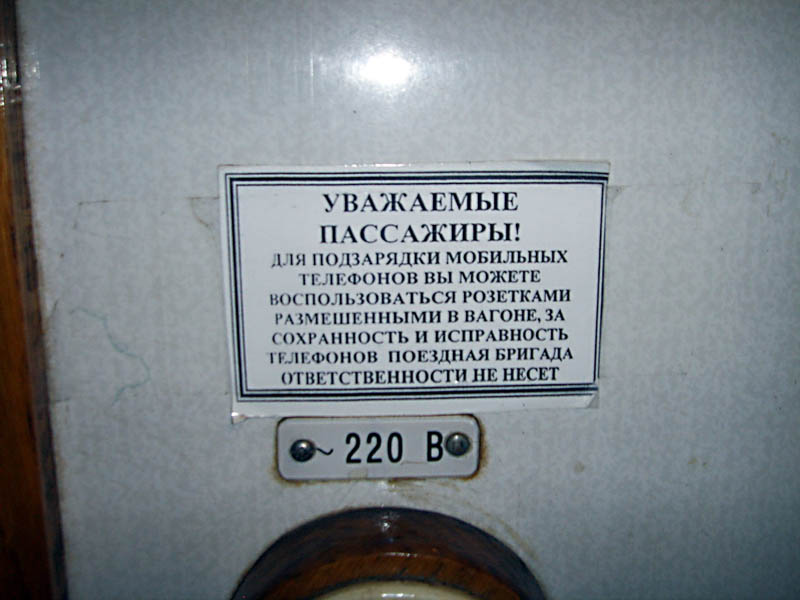 УВАЖАЕМЫЕ
ПАССАЖИРЫ!
ДЛЯ ПОДЗАРЯДКИ МОБИЛЬНЫХ
ТЕЛЕФОНОВ ВЫ МОЖЕТЕ
ВОСПОЛЬЗОВАТЬСЯ РОЗЕТКАМИ
РАЗМЕШЕННЫМИ В ВАГОНЕ, ЗА
СОХРАННОСТЬ И ИСПРАВНОСТЬ
ТЕЛЕФОНОВ ПОЕЗДНАЯ БРИГАДА
ОТВЕТСТВЕННОСТИ НЕ НЕСЕТ
~ 220 В